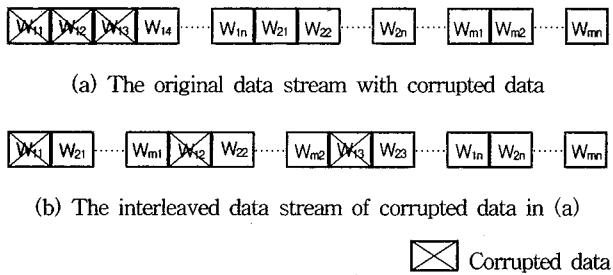 W11 W12 W13 W14 W1n W21 W22 W2n Wm1 Wm2 Wmn
(a) The original data stream with corrupted data
W11 W21 Wm1 W12 W22 Wm2 W13 W23 W1n W2n Wmn
(b) The interleaved data stream of corrupted data in (a)
Corrupted data